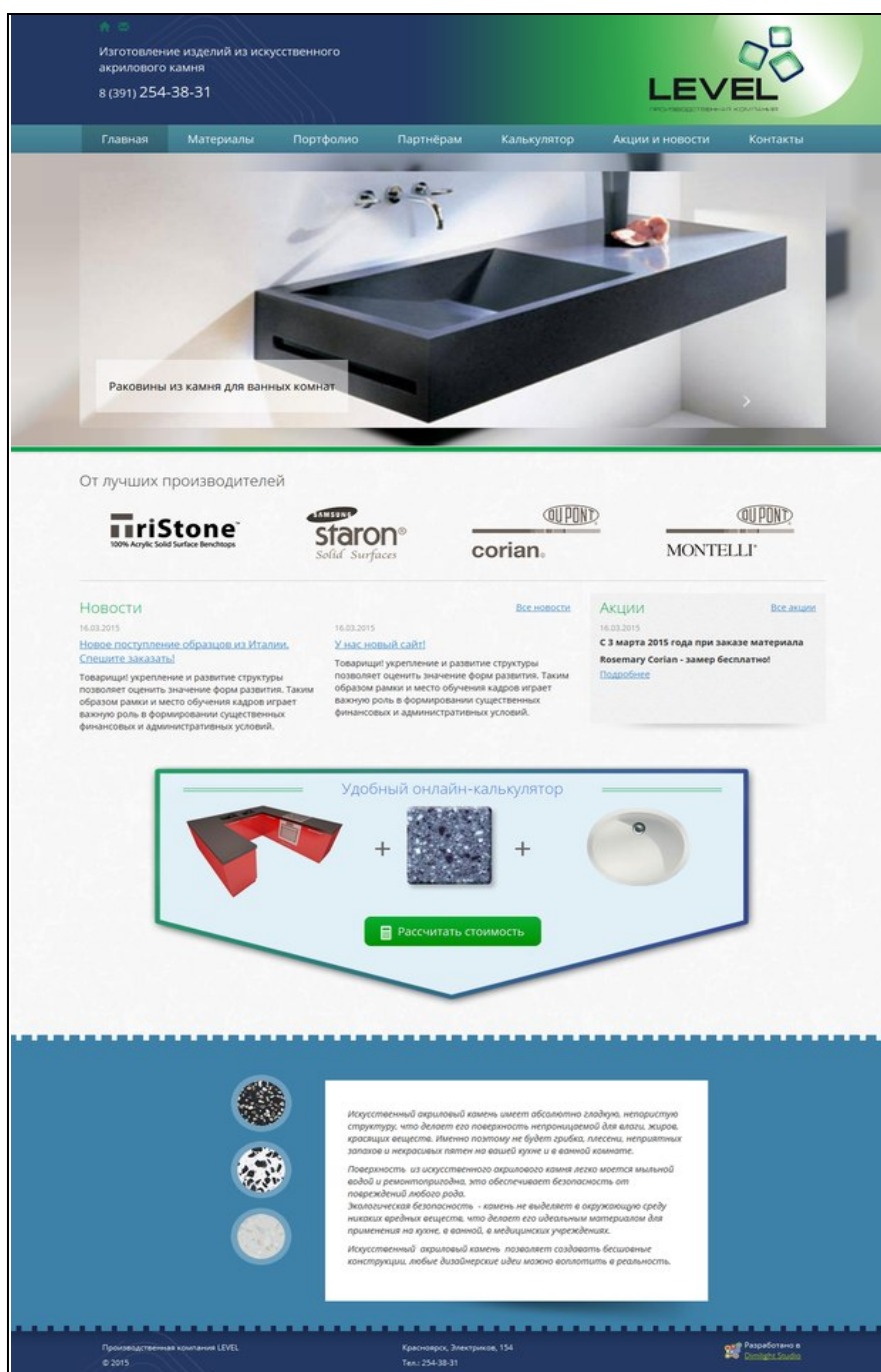 Изготовление изделий из искусственного
акрилового камня
8 (391) 254-38-31
LEVEL
ПРОИЗВОДСТВЕННАЯ КОМПАНИЯ
Главная Материалы Портфолио Партнёрам Калькулятор Акции и новости Контакты
Раковины из камня для ванных комнат
От лучших производителей
TriStone
100% Acrylic Solid Surface Benchtops
SAMSUNG
staron®
Solid Surfaces
DU PONT
corian®
DU PONT
MONTELLI
Новости
Все новости
16.03.2015
Новое поступление образцов из Италии.
Спешите заказать!
Товарищи! укрепление и развитие структуры
позволяет оценить значение форм развития. Таким
образом рамки и место обучения кадров играет
важную роль в формировании существенных
финансовых и административных условий.
16.03.2015
У нас новый сайт!
Товарищи! укрепление и развитие структуры
позволяет оценить значение форм развития. Таким
образом рамки и место обучения кадров играет
важную роль в формировании существенных
финансовых и административных условий.
Акции
Все акции
16.03.2015
С 3 марта 2015 года при заказе материала
Rosemary Corian - замер бесплатно!
Подробнее
Удобный онлайн-калькулятор
+ +
Рассчитать стоимость
Искусственный акриловый камень имеет абсолютно гладкую, непористую
структуру, что делает его поверхность непроницаемой для влаги, жиров,
красящих веществ. Именно поэтому не будет грибка, плесени, неприятных
запахов и некрасивых пятен на вашей кухне и в ванной комнате.
Поверхность из искусственного акрилового камня легко моется мыльной
водой и ремонтопригодна, это обеспечивает безопасность от
повреждений любого рода.
Экологическая безопасность - камень не выделяет в окружающую среду
никаких вредных веществ, что делает его идеальным материалом для
применения на кухне, в ванной, в медицинских учреждениях.
Искусственный акриловый камень позволяет создавать бесшовные
конструкции, любые дизайнерские идеи можно воплотить в реальность.
Производственная компания LEVEL
© 2015
Красноярск, Электриков, 154
Тел.: 254-38-31
Разработано в
Dimlight Studio